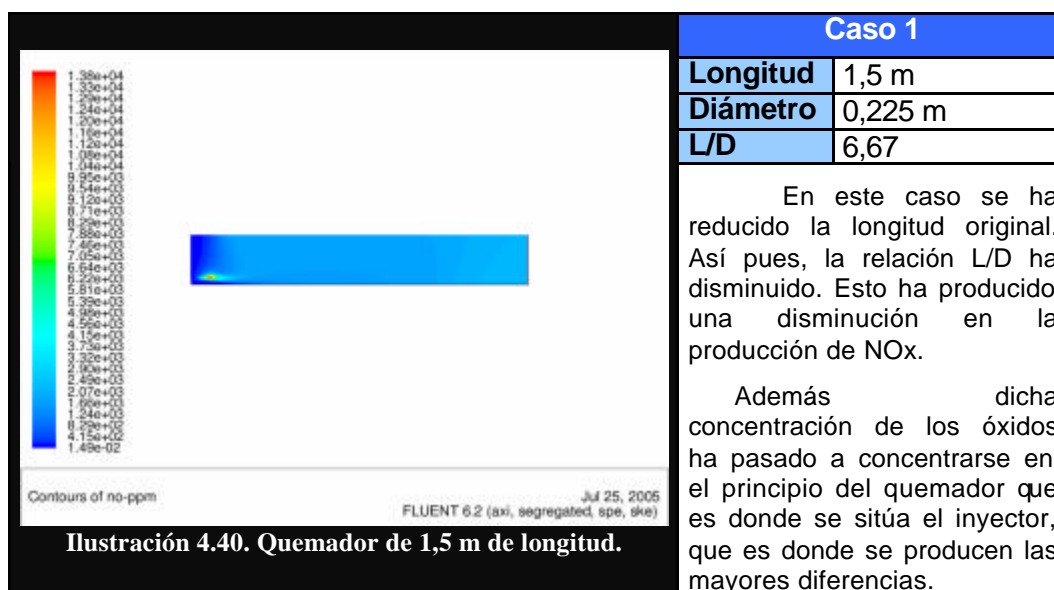 1.38e+04
1.33e+04
1.29e+04
1.24e+04
1.20e+04
1.16e+04
1.12e+04
1.08e+04
1.04e+04
9.95e+03
9.54e+03
9.12e+03
8.71e+03
8.29e+03
7.88e+03
7.46e+03
7.05e+03
6.64e+03
6.22e+03
5.81e+03
5.39e+03
4.98e+03
4.56e+03
4.15e+03
3.73e+03
3.32e+03
2.90e+03
2.49e+03
2.07e+03
1.66e+03
1.24e+03
8.29e+02
4.15e+02
1.49e-02
Contours of no-ppm
Jul 25, 2005
FLUENT 6.2 (axi, segregated, spe, ske)
Ilustración 4.40. Quemador de 1,5 m de longitud.
Caso 1
Longitud 1,5 m
Diámetro 0,225 m
L/D 6,67
En este caso se ha
reducido la longitud original.
Así pues, la relación L/D ha
disminuido. Esto ha producido
una disminución en la
producción de NOx.
Además dicha
concentración de los óxidos
ha pasado a concentrarse en
el principio del quemador que
es donde se sitúa el inyector,
que es donde se producen las
mayores diferencias.